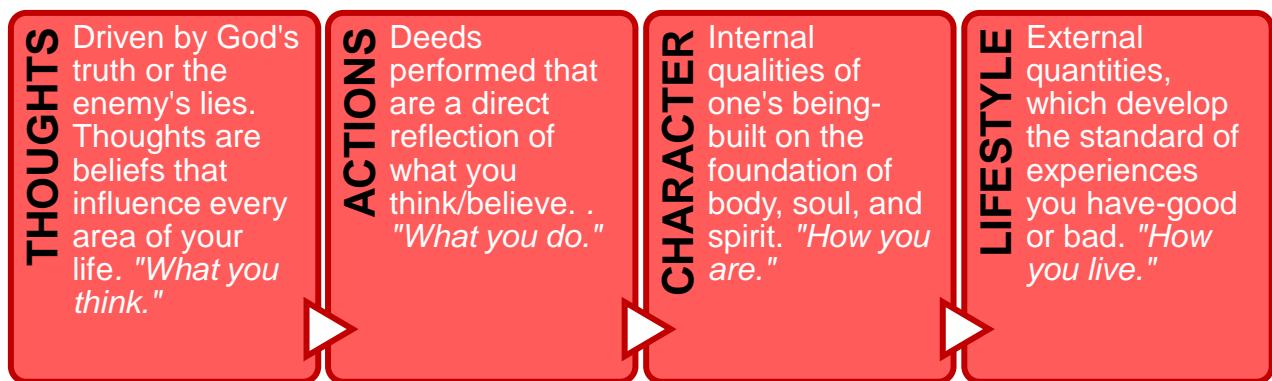 THOUGHTS
Driven by God's
truth or the
enemy's lies.
Thoughts are
beliefs that
influence every
area of your
life. "What you
think."
ACTIONS
Deeds
performed that
are a direct
reflection of
what you
think/believe. .
"What you do."
CHARACTER
Internal
qualities of
one's being-
built on the
foundation of
body, soul, and
spirit. "How you
are."
LIFESTYLE
External
quantities,
which develop
the standard of
experiences
you have-good
or bad. "How
you live."